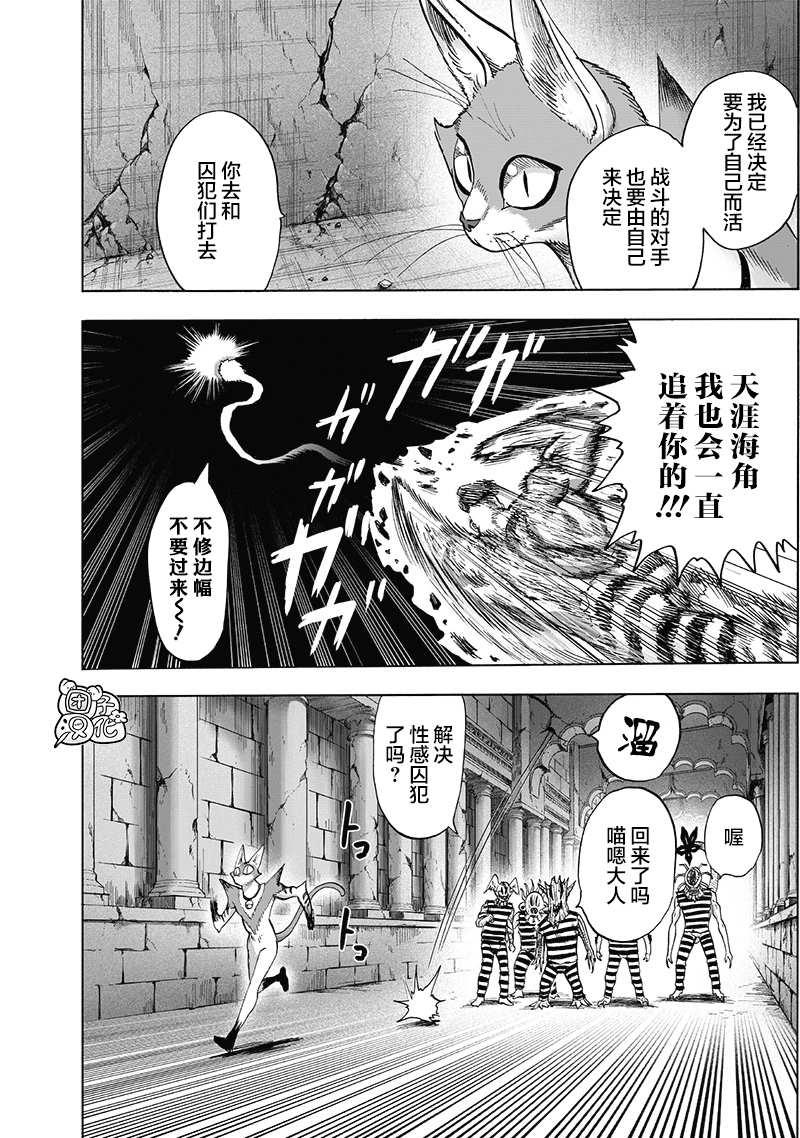 我已经决定
要为了自己而活
战斗的对手
也要由自己
来决定
你去和
囚犯们打去
天涯海角
我也会一直
追着你的!!!
ガガガガガガ
不修边幅
不要过来~!
喔
溜
回来了吗
喵嗯大人
解决
性感囚犯
了吗?
トコ
トコ
团子
汉化